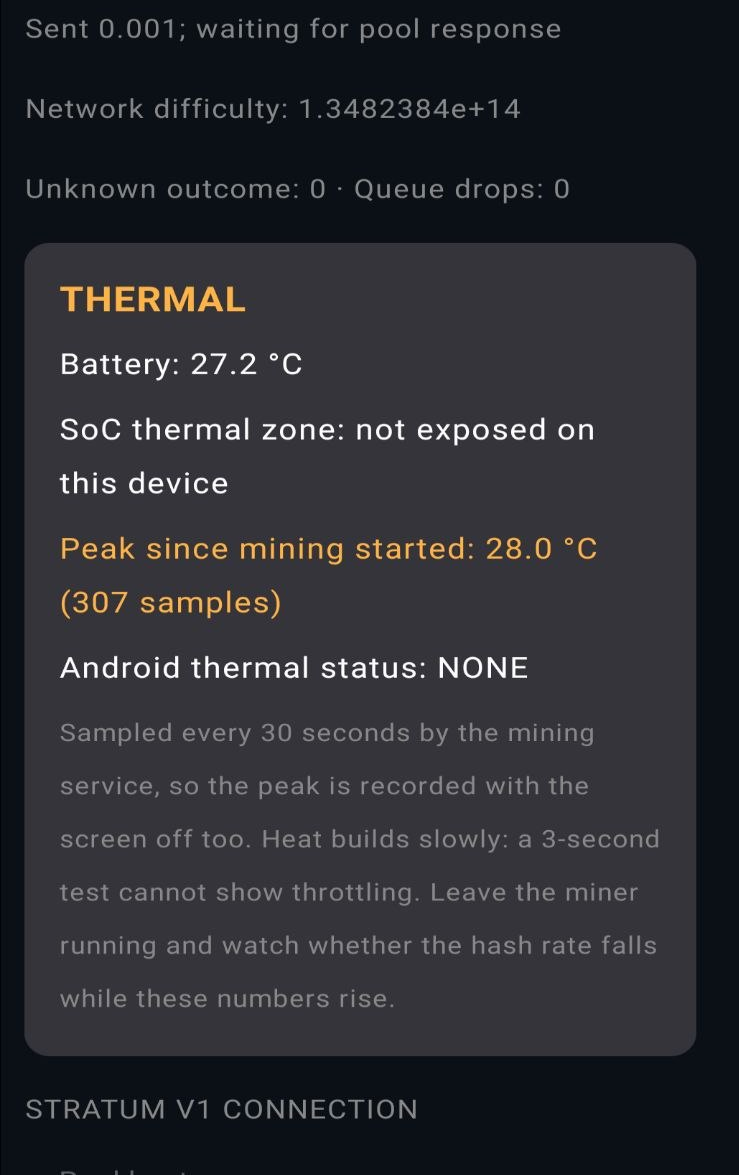 Sent 0.001; waiting for pool response
Network difficulty: 1.3482384e+14
Unknown outcome: 0 · Queue drops: 0
THERMAL
Battery: 27.2 °C
SoC thermal zone: not exposed on
this device
Peak since mining started: 28.0 °C
(307 samples)
Android thermal status: NONE
Sampled every 30 seconds by the mining
service, so the peak is recorded with the
screen off too. Heat builds slowly: a 3-second
test cannot show throttling. Leave the miner
running and watch whether the hash rate falls
while these numbers rise.
STRATUM V1 CONNECTION